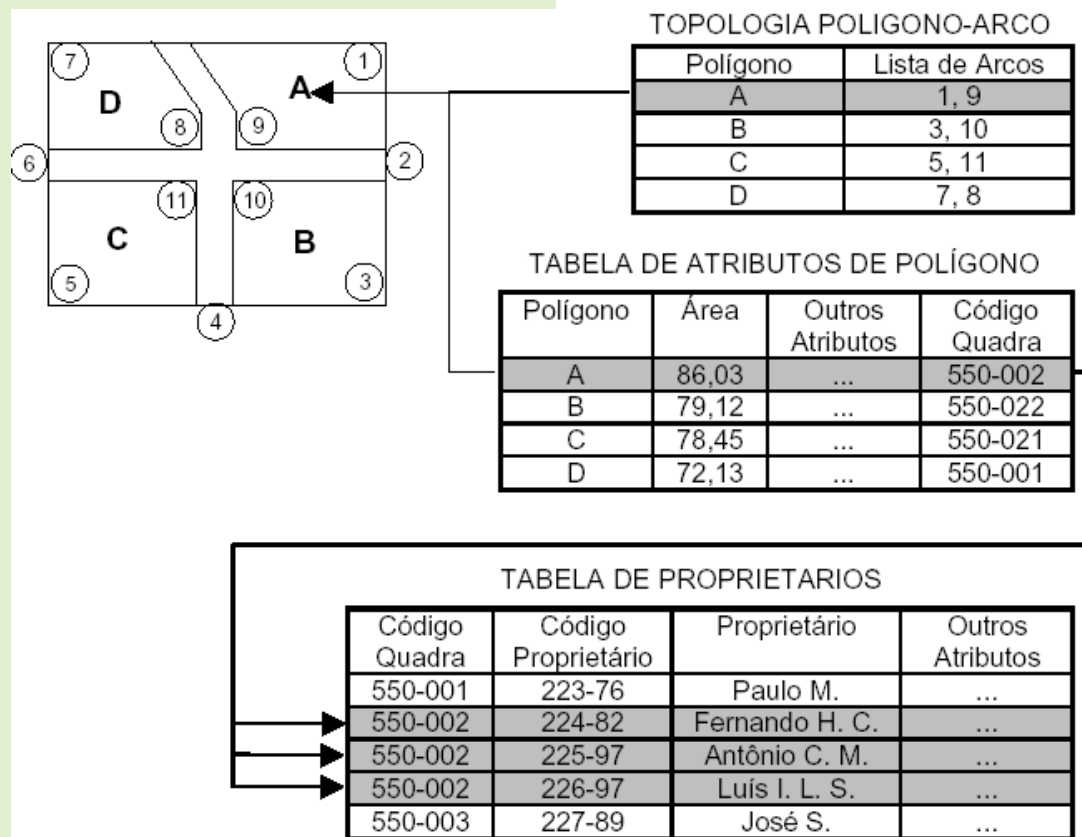 7
1
D
A
8
9
6
2
11
10
C
B
5
3
4
TOPOLOGIA POLIGONO-ARCO
Polígono Lista de Arcos
A 1, 9
B 3, 10
C 5, 11
D 7, 8
TABELA DE ATRIBUTOS DE POLÍGONO
Polígono Área Outros Atributos Código Quadra
A 86,03 ... 550-002
B 79,12 ... 550-022
C 78,45 ... 550-021
D 72,13 ... 550-001
TABELA DE PROPRIETARIOS
Código Quadra Código Proprietário Proprietário Outros Atributos
550-001 223-76 Paulo M. ...
550-002 224-82 Fernando H. C. ...
550-002 225-97 Antônio C. M. ...
550-002 226-97 Luís I. L. S. ...
550-003 227-89 José S. ...